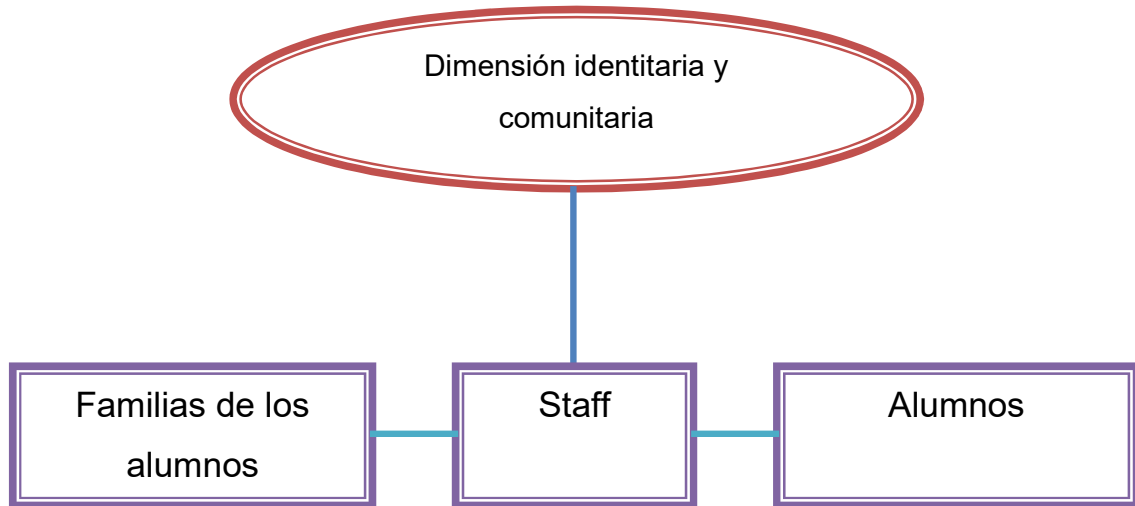 Dimensión identitaria y
comunitaria
Familias de los
alumnos
Staff
Alumnos